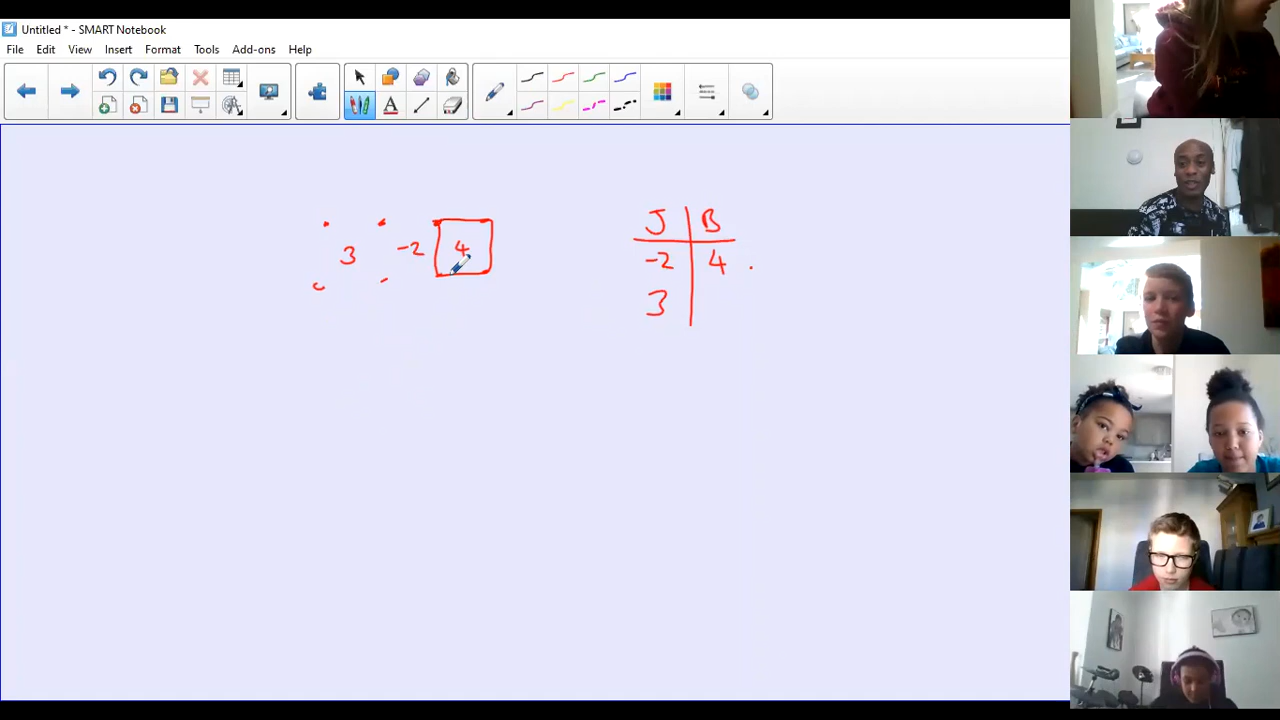 Untitled * - SMART Notebook
File Edit View Insert Format Tools Add-ons Help
3 -2 4
J B
-2 4
3